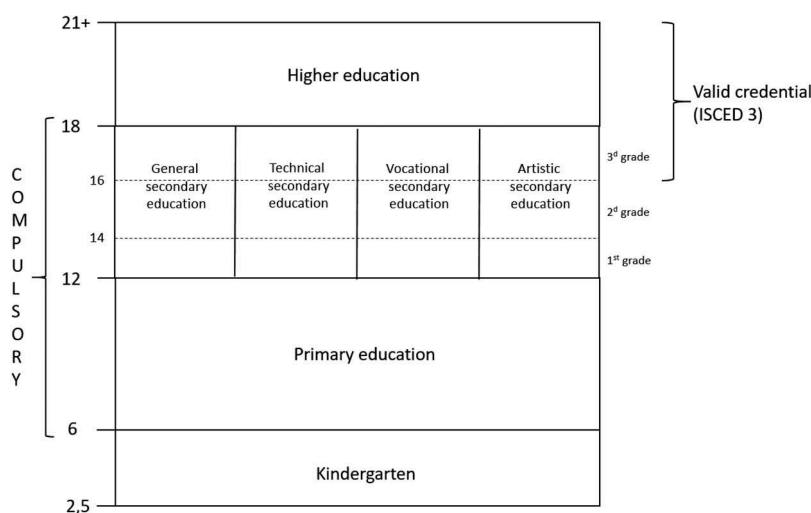 21+
Higher education
Valid credential
(ISCED 3)
18
COMPULSORY
General
secondary
education
Technical
secondary
education
Vocational
secondary
education
Artistic
secondary
education
3d grade
16
2d grade
14
1st grade
12
Primary education
6
Kindergarten
2,5